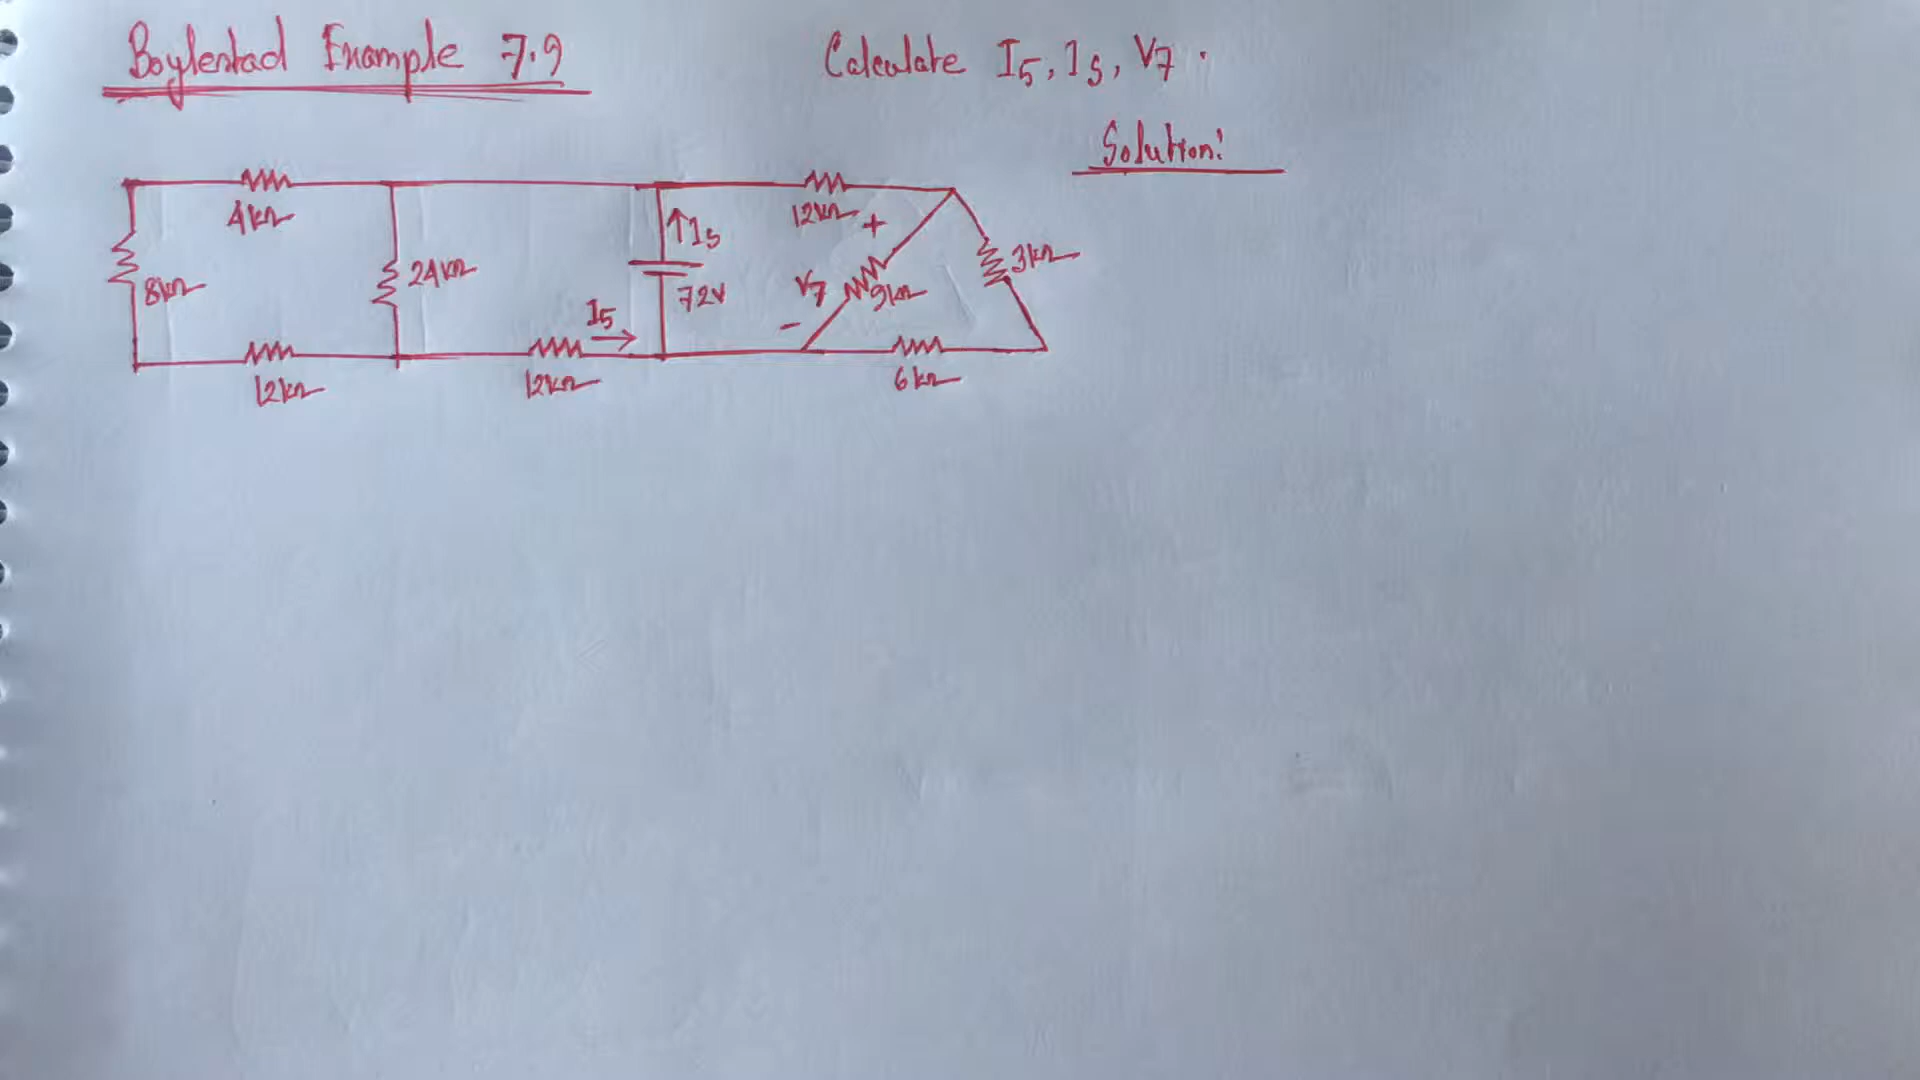 Boylestad Example 7.9
Calculate I5, Is, V7.
Solution:
4kΩ
8kΩ
24kΩ
12kΩ
I5
12kΩ
↑Is
72V
12kΩ
+
V7
-
9kΩ
3kΩ
6kΩ